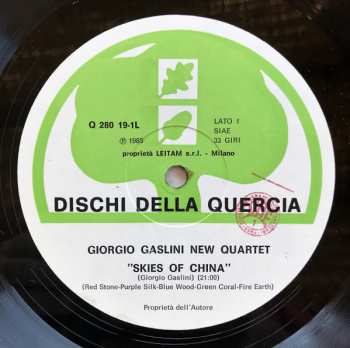 Q 280 19-1L
LATO 1
SIAE
℗ 1985
33 GIRI
proprietà LEITAM s.r.l. - Milano
DISCHI DELLA QUERCIA
GIORGIO GASLINI NEW QUARTET
"SKIES OF CHINA"
(Giorgio Gaslini) (21:00)
(Red Stone-Purple Silk-Blue Wood-Green Coral-Fire Earth)
Proprietà dell'Autore